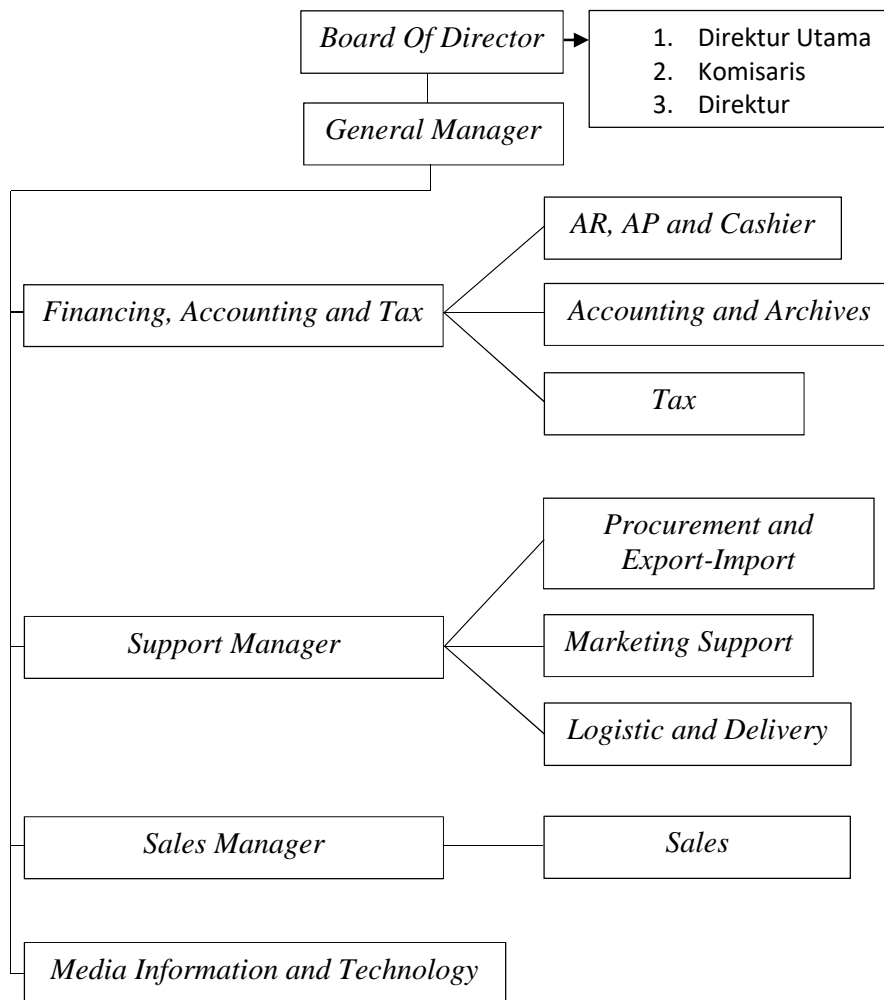 Board Of Director
1. Direktur Utama
2. Komisaris
3. Direktur
General Manager
AR, AP and Cashier
Financing, Accounting and Tax
Accounting and Archives
Tax
Procurement and
Export-Import
Support Manager
Marketing Support
Logistic and Delivery
Sales Manager
Sales
Media Information and Technology